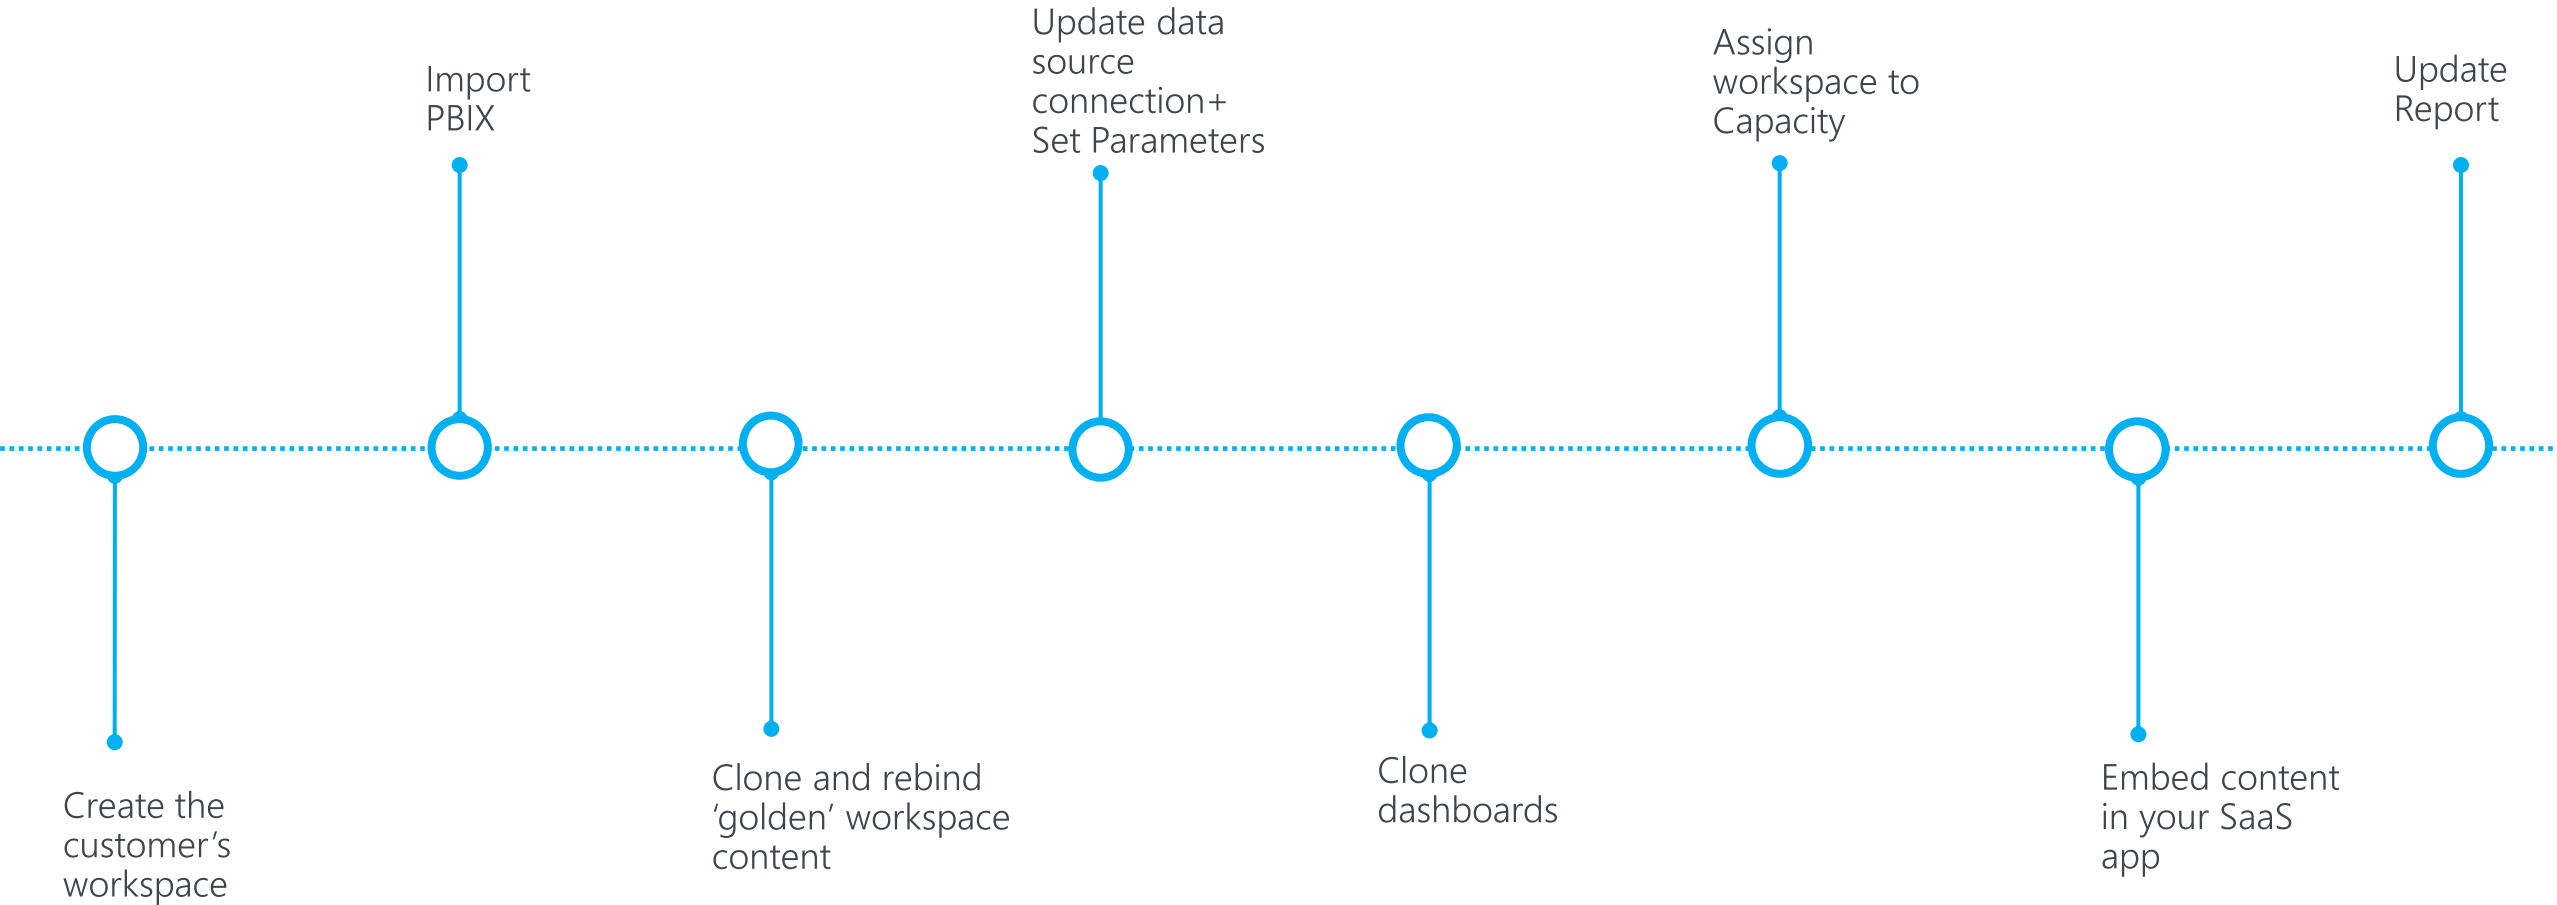 Create the
customer’s
workspace
Import
PBIX
Clone and rebind
‘golden’ workspace
content
Update data
source
connection+
Set Parameters
Clone
dashboards
Assign
workspace to
Capacity
Embed content
in your SaaS
app
Update
Report